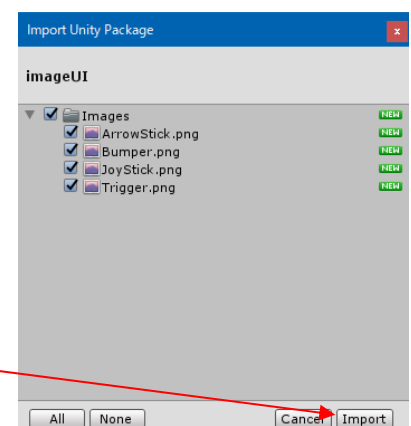 Import Unity Package x
imageUI
Images NEW
ArrowStick.png NEW
Bumper.png NEW
JoyStick.png NEW
Trigger.png NEW
All None Cancel Import